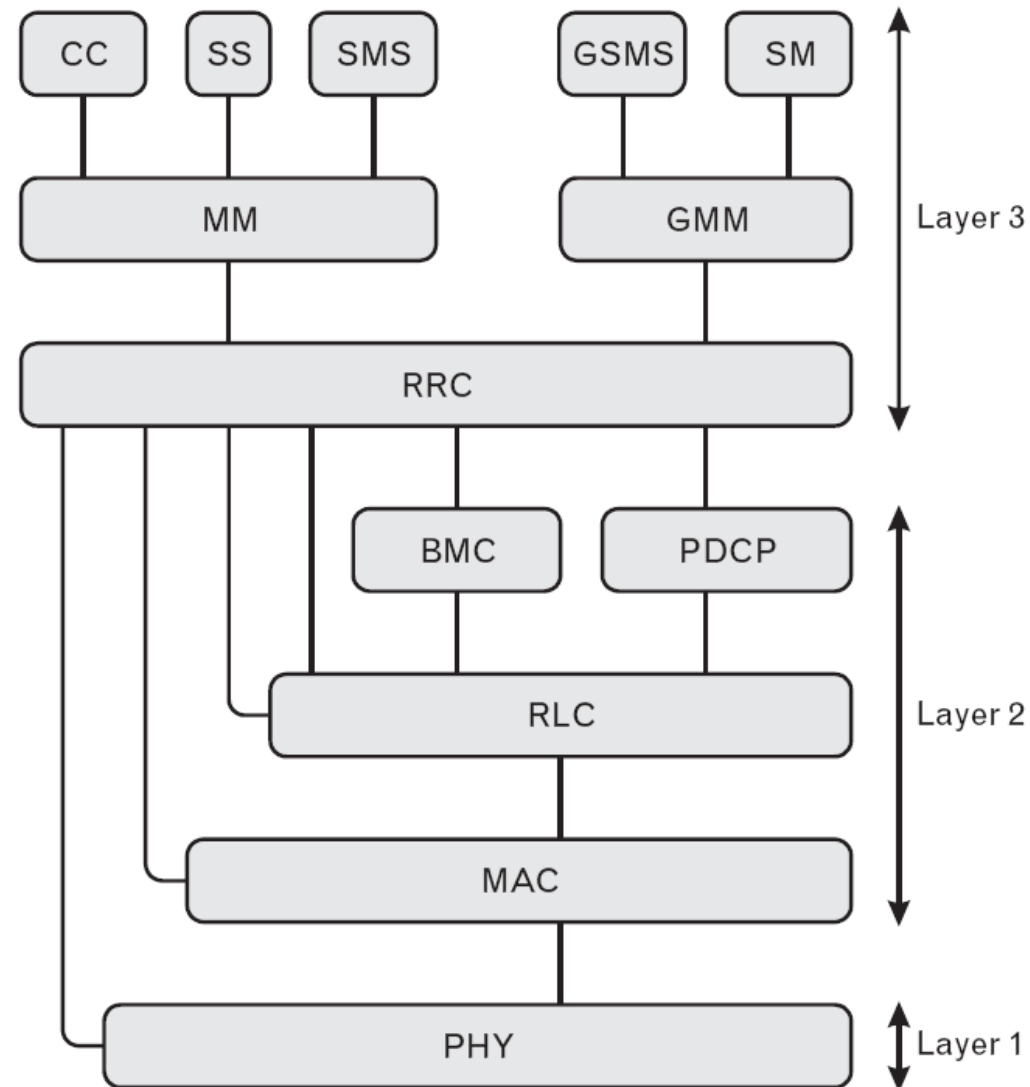 CC SS SMS GSMS SM
MM GMM Layer 3
RRC
BMC PDCP
RLC Layer 2
MAC
PHY Layer 1